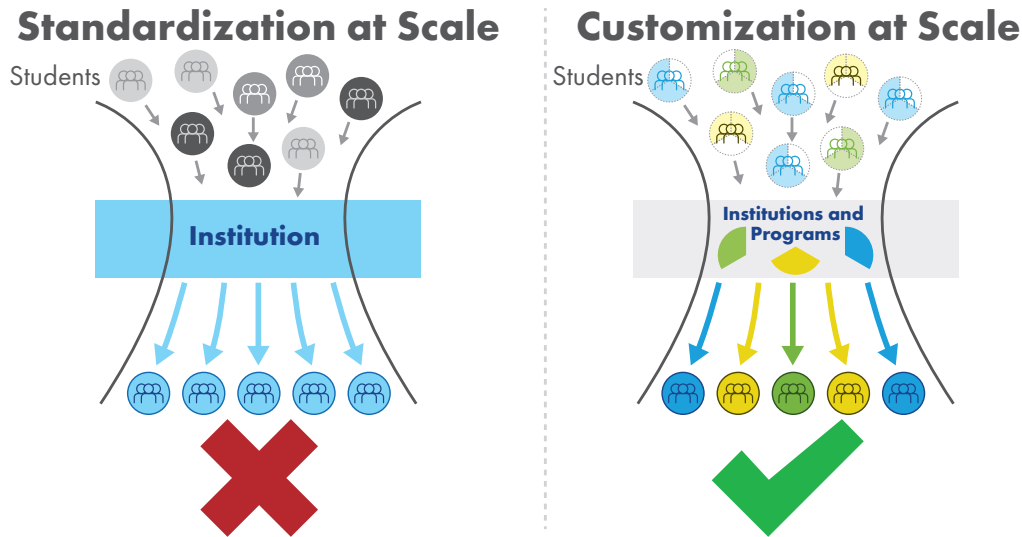 Standardization at Scale
Students
Institution
Customization at Scale
Students
Institutions and
Programs